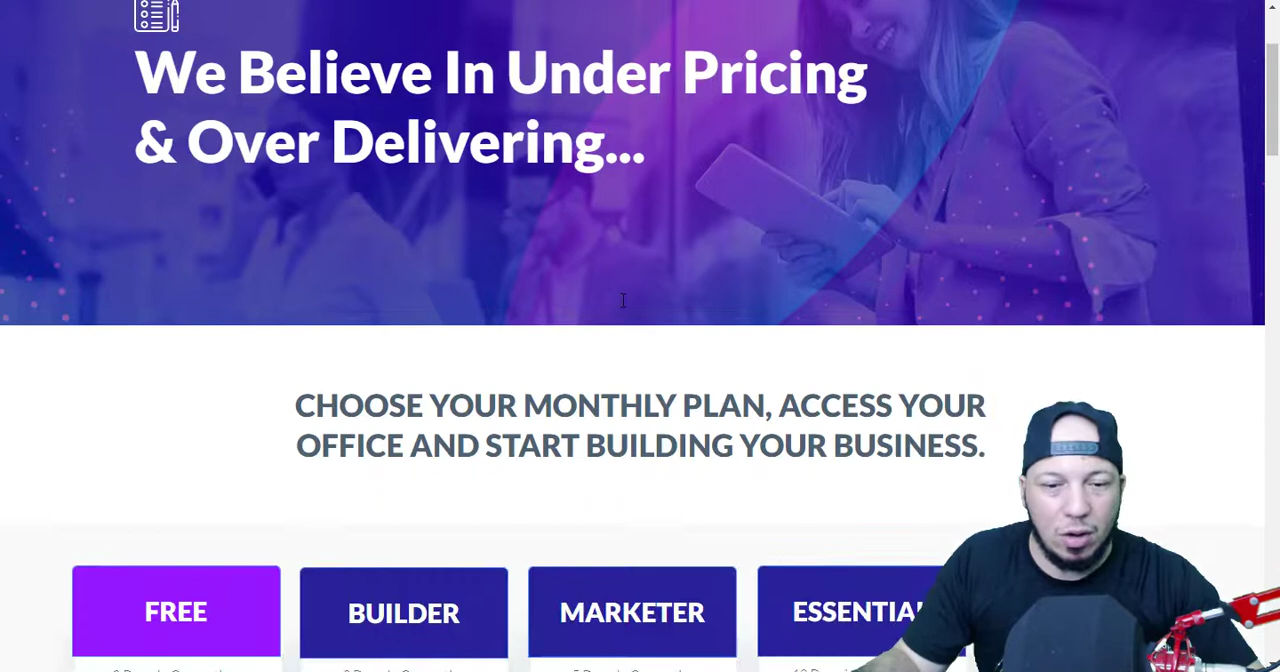 We Believe In Under Pricing
& Over Delivering...
CHOOSE YOUR MONTHLY PLAN, ACCESS YOUR
OFFICE AND START BUILDING YOUR BUSINESS.
FREE
BUILDER
MARKETER